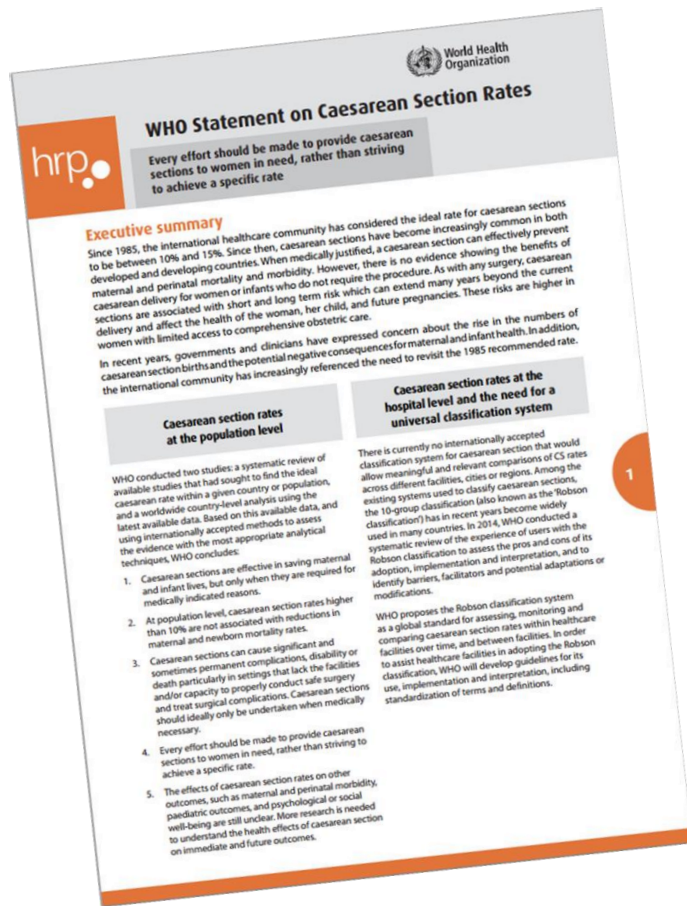 World Health
Organization
WHO Statement on Caesarean Section Rates
hrp
Every effort should be made to provide caesarean
sections to women in need, rather than striving
to achieve a specific rate
Executive summary
Since 1985, the international healthcare community has considered the ideal rate for caesarean sections
to be between 10% and 15%. Since then, caesarean sections have become increasingly common in both
developed and developing countries. When medically justified, a caesarean section can effectively prevent
maternal and perinatal mortality and morbidity. However, there is no evidence showing the benefits of
caesarean delivery for women or infants who do not require the procedure. As with any surgery, caesarean
sections are associated with short and long term risk which can extend many years beyond the current
delivery and affect the health of the woman, her child, and future pregnancies. These risks are higher in
women with limited access to comprehensive obstetric care.
In recent years, governments and clinicians have expressed concern about the rise in the numbers of
caesarean section births and the potential negative consequences for maternal and infant health. In addition,
the international community has increasingly referenced the need to revisit the 1985 recommended rate.
Caesarean section rates
at the population level
WHO conducted two studies: a systematic review of
available studies that had sought to find the ideal
caesarean rate within a given country or population,
and a worldwide country-level analysis using the
latest available data. Based on this available data, and
using internationally accepted methods to assess
the evidence with the most appropriate analytical
techniques, WHO concludes:
1. Caesarean sections are effective in saving maternal
and infant lives, but only when they are required for
medically indicated reasons.
2. At population level, caesarean section rates higher
than 10% are not associated with reductions in
maternal and newborn mortality rates.
3. Caesarean sections can cause significant and
sometimes permanent complications, disability or
death particularly in settings that lack the facilities
and/or capacity to properly conduct safe surgery
and treat surgical complications. Caesarean sections
should ideally only be undertaken when medically
necessary.
4. Every effort should be made to provide caesarean
sections to women in need, rather than striving to
achieve a specific rate.
5. The effects of caesarean section rates on other
outcomes, such as maternal and perinatal morbidity,
paediatric outcomes, and psychological or social
well-being are still unclear. More research is needed
to understand the health effects of caesarean section
on immediate and future outcomes.
Caesarean section rates at the
hospital level and the need for a
universal classification system
There is currently no internationally accepted
classification system for caesarean section that would
allow meaningful and relevant comparisons of CS rates
across different facilities, cities or regions. Among the
existing systems used to classify caesarean sections,
the 10-group classification (also known as the 'Robson
classification') has in recent years become widely
used in many countries. In 2014, WHO conducted a
systematic review of the experience of users with the
Robson classification to assess the pros and cons of its
adoption, implementation and interpretation, and to
identify barriers, facilitators and potential adaptations or
modifications.
WHO proposes the Robson classification system
as a global standard for assessing, monitoring and
comparing caesarean section rates within healthcare
facilities over time, and between facilities. In order
to assist healthcare facilities in adopting the Robson
classification, WHO will develop guidelines for its
use, implementation and interpretation, including
standardization of terms and definitions.
1